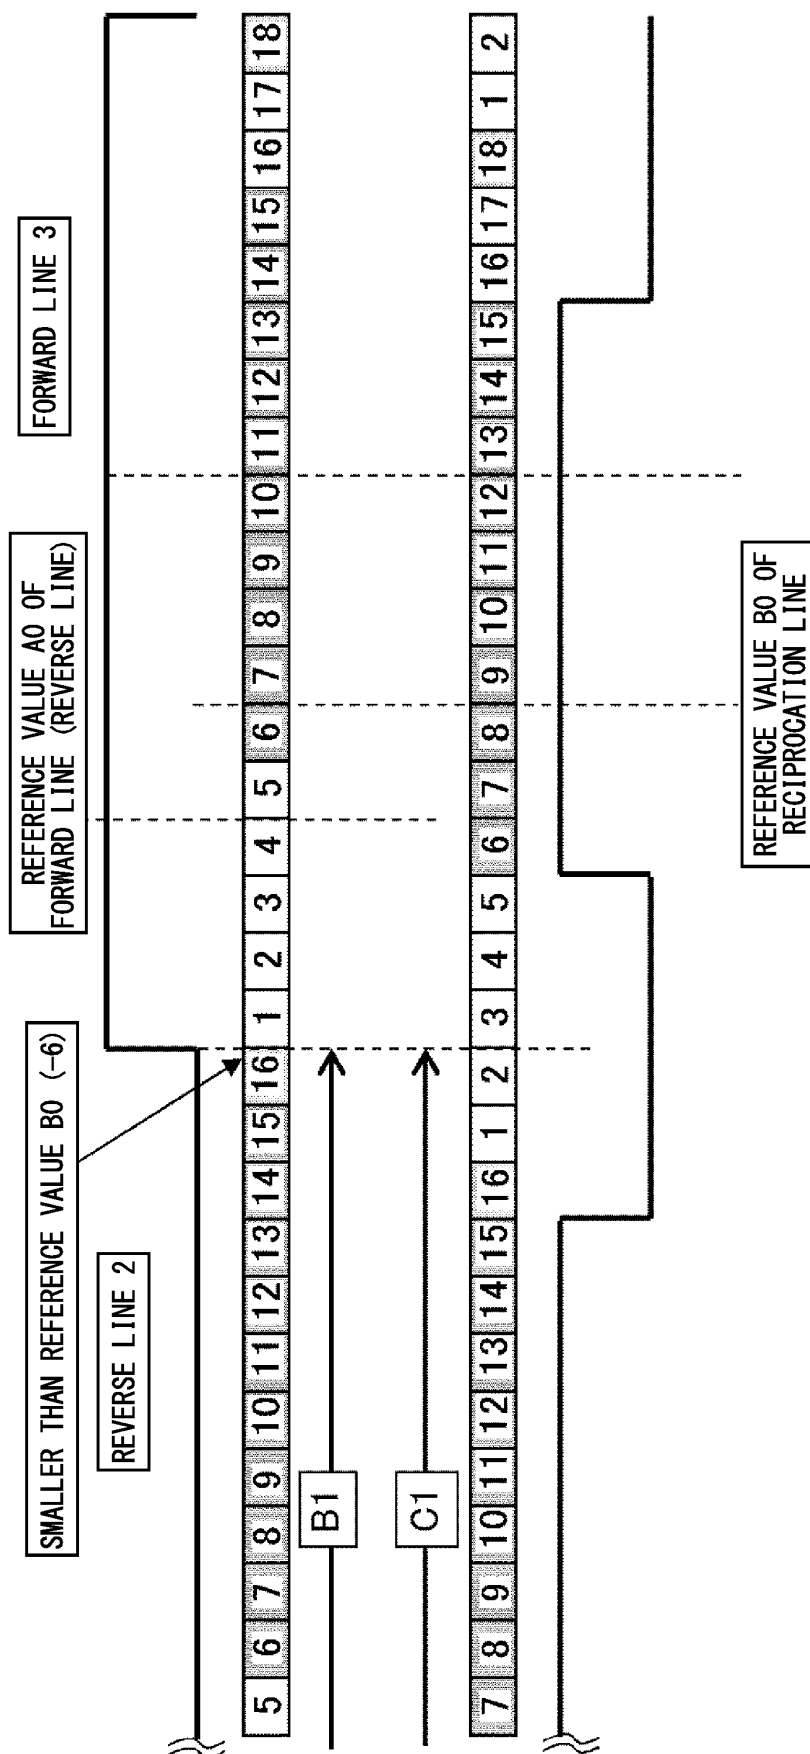 SMALLER THAN REFERENCE VALUE B0 (-6)
REFERENCE VALUE A0 OF
FORWARD LINE (REVERSE LINE)
FORWARD LINE 3
REVERSE LINE 2
5 6 7 8 9 10 11 12 13 14 15 16 1 2 3 4 5 6 7 8 9 10 11 12 13 14 15 16 17 18
B1
C1
7 8 9 10 11 12 13 14 15 16 1 2 3 4 5 6 7 8 9 10 11 12 13 14 15 16 17 18 1 2
REFERENCE VALUE B0 OF
RECIPROCATION LINE